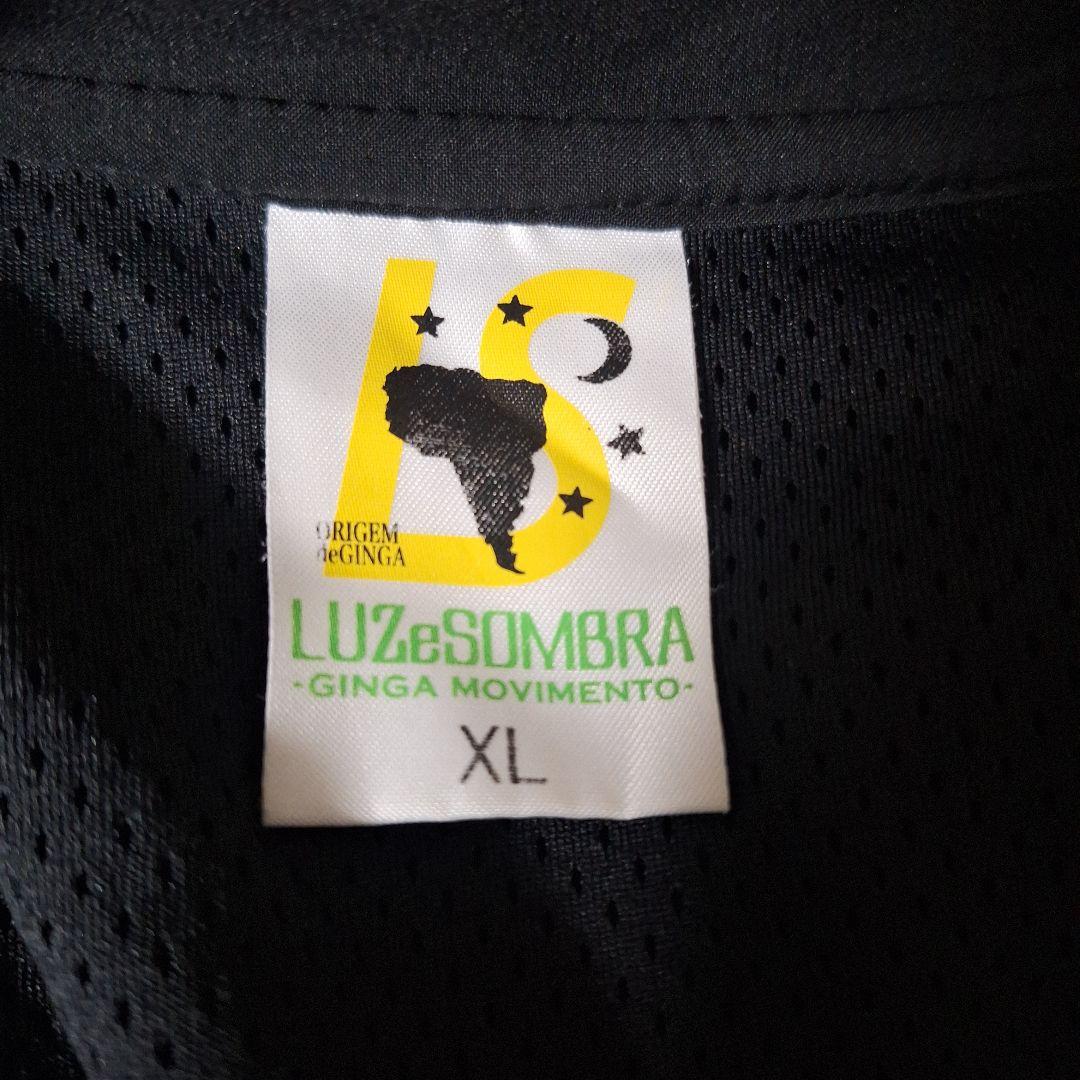 LS
ORIGEM
deGINGA
LUZeSOMBRA
-GINGA MOVIMENTO-
XL